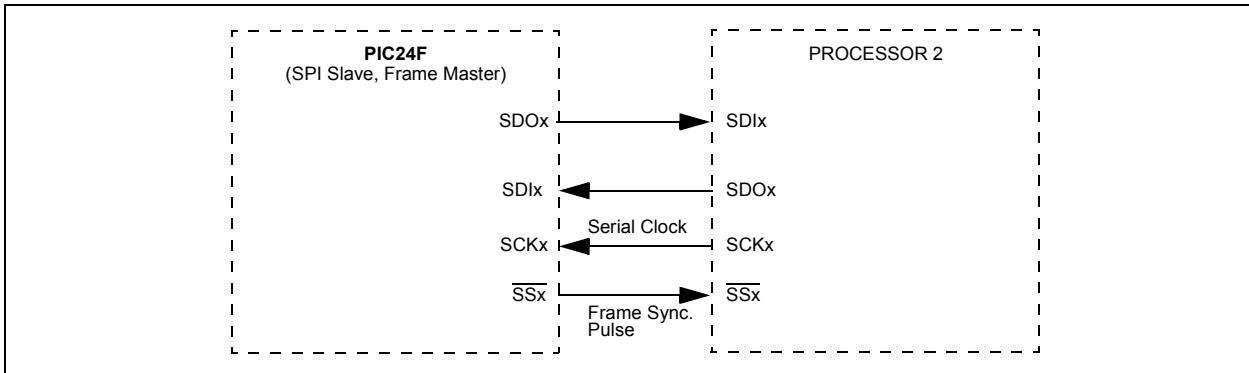 PIC24F
(SPI Slave, Frame Master)
PROCESSOR 2
SDOx
SDIx
SDIx
SDOx
Serial Clock
SCKx
SCKx
SSx
SSx
Frame Sync.
Pulse